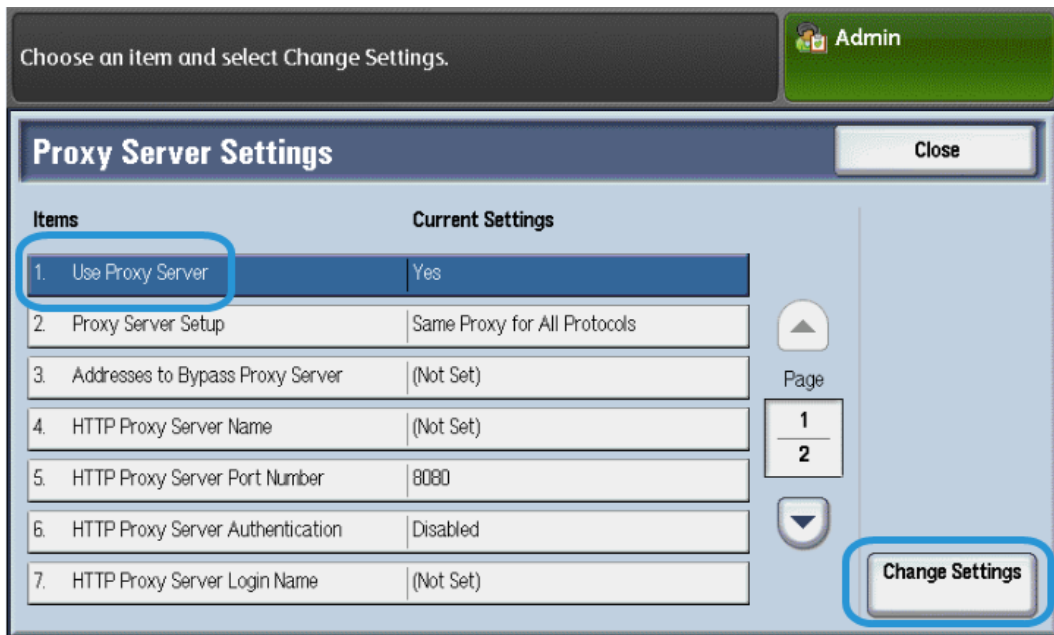 Choose an item and select Change Settings.
Admin
Proxy Server Settings
Close
Items Current Settings
1. Use Proxy Server Yes
2. Proxy Server Setup Same Proxy for All Protocols
3. Addresses to Bypass Proxy Server (Not Set)
4. HTTP Proxy Server Name (Not Set)
5. HTTP Proxy Server Port Number 8080
6. HTTP Proxy Server Authentication Disabled
7. HTTP Proxy Server Login Name (Not Set)
Page
1
2
Change Settings